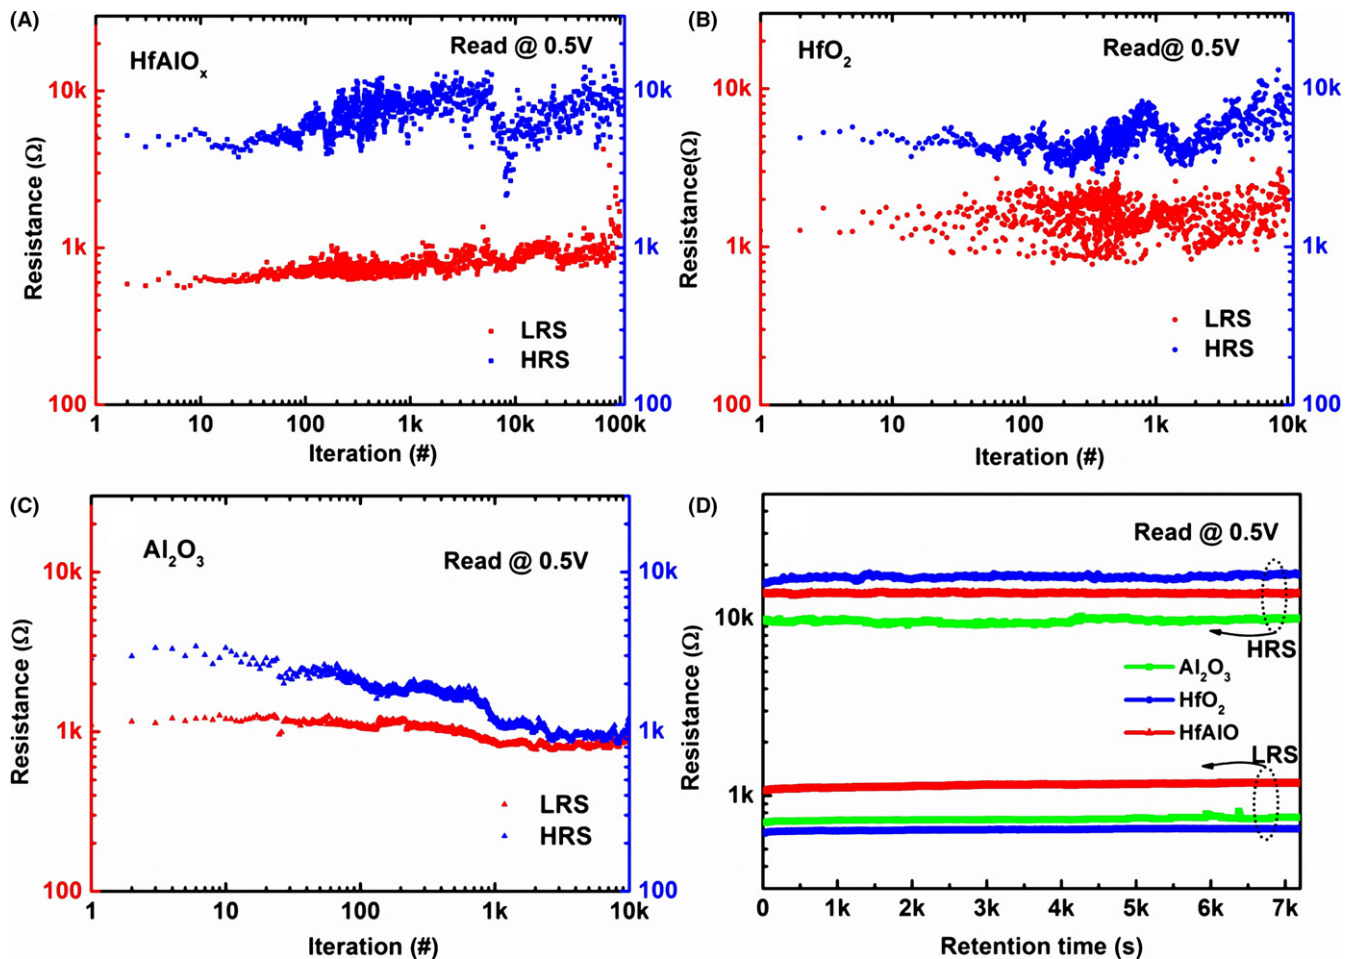 (A)
HfAlOₓ
Read @ 0.5V
10k
1k
100
10k
1k
100
Resistance (Ω)
LRS
HRS
1 10 100 1k 10k 100k
Iteration (#)
(B)
HfO₂
Read@ 0.5V
10k
1k
100
10k
1k
100
Resistance(Ω)
LRS
HRS
1 10 100 1k 10k
Iteration (#)
(C)
Al₂O₃
Read @ 0.5V
10k
1k
100
10k
1k
100
Resistance (Ω)
LRS
HRS
1 10 100 1k 10k
Iteration (#)
(D)
Read @ 0.5V
10k
1k
Resistance (Ω)
HRS
Al₂O₃
HfO₂
HfAlO
LRS
0 1k 2k 3k 4k 5k 6k 7k
Retention time (s)